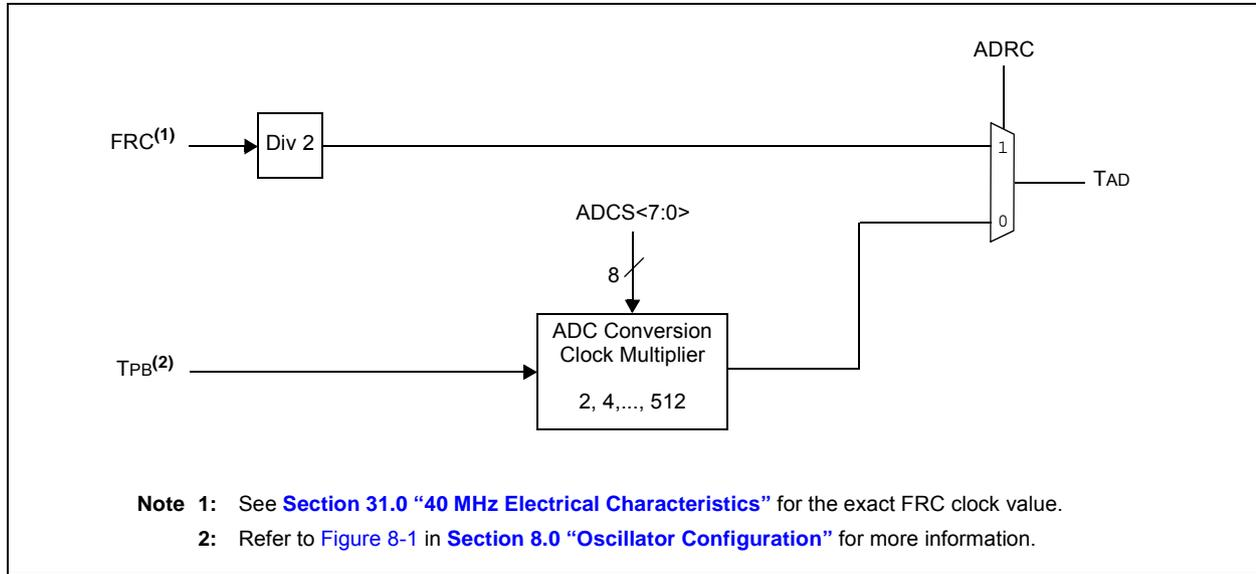 ADRC
FRC(1)
Div 2
1
TAD
ADCS<7:0>
0
8
ADC Conversion
Clock Multiplier
TPB(2)
2, 4,..., 512
Note 1: See Section 31.0 “40 MHz Electrical Characteristics” for the exact FRC clock value.
2: Refer to Figure 8-1 in Section 8.0 “Oscillator Configuration” for more information.